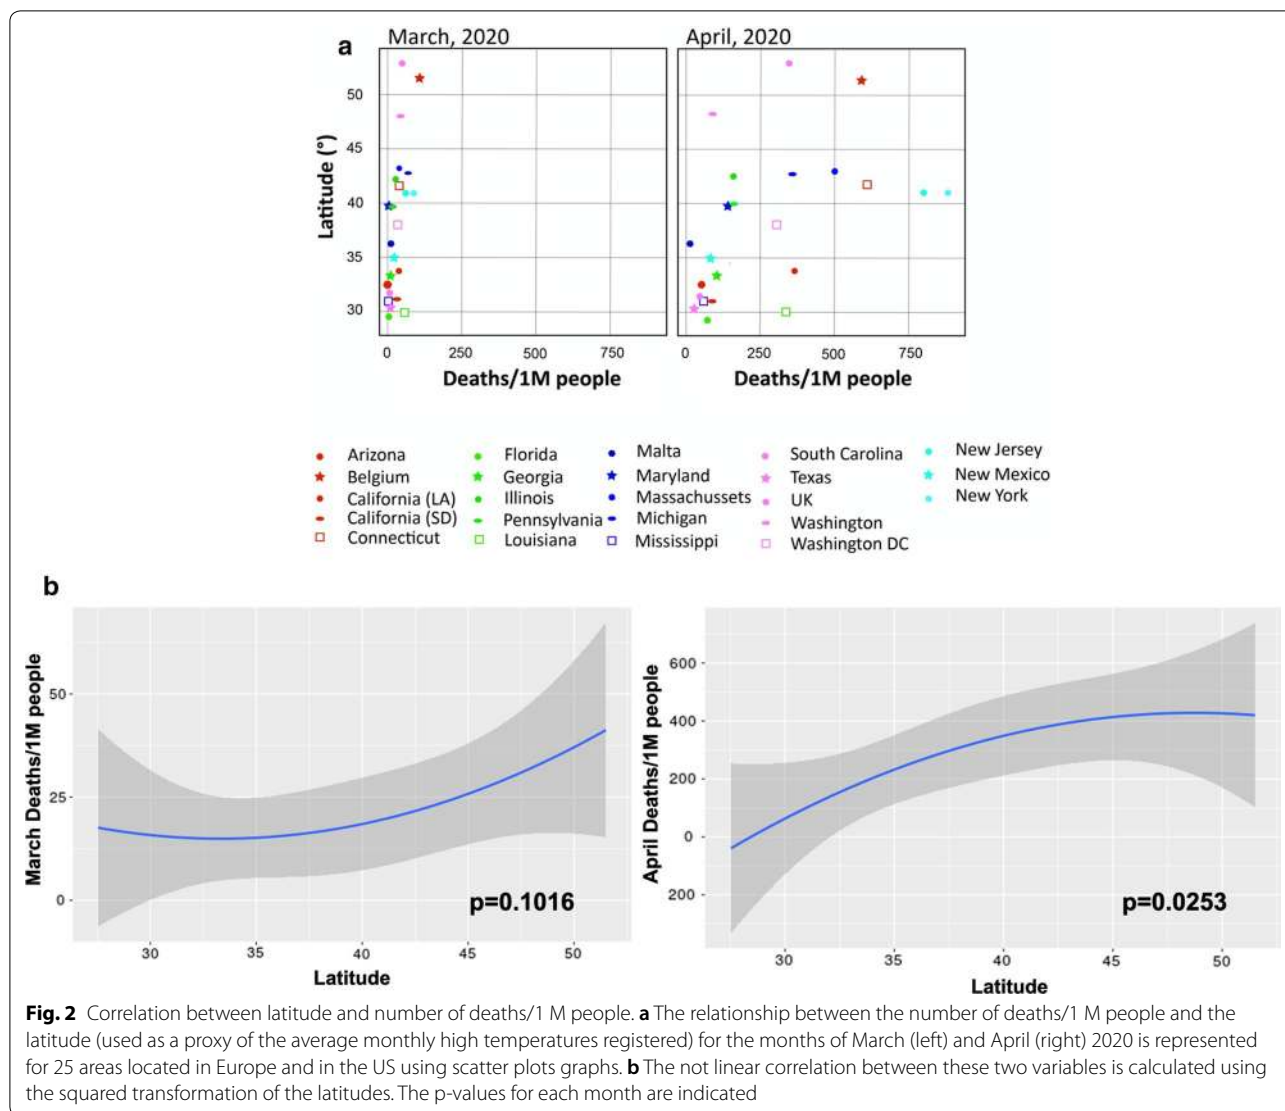 a
March, 2020
April, 2020
Latitude (°)
50
45
40
35
30
0 250 500 750
0 250 500 750
Deaths/1M people
Deaths/1M people
Arizona
Belgium
California (LA)
California (SD)
Connecticut
Florida
Georgia
Illinois
Pennsylvania
Louisiana
Malta
Maryland
Massachussets
Michigan
Mississippi
South Carolina
Texas
UK
Washington
Washington DC
New Jersey
New Mexico
New York
b
March Deaths/1M people
50
25
0
p=0.1016
30 35 40 45 50
Latitude
April Deaths/1M people
600
400
200
0
200
p=0.0253
30 35 40 45 50
Latitude
Fig. 2 Correlation between latitude and number of deaths/1 M people. a The relationship between the number of deaths/1 M people and the
latitude (used as a proxy of the average monthly high temperatures registered) for the months of March (left) and April (right) 2020 is represented
for 25 areas located in Europe and in the US using scatter plots graphs. b The not linear correlation between these two variables is calculated using
the squared transformation of the latitudes. The p-values for each month are indicated